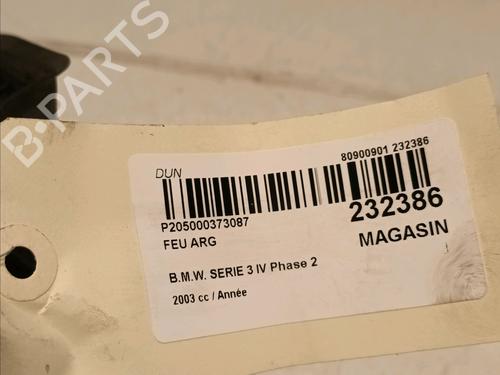 B-PARTS
DUN
80900901 232386
P205000373087
232386
FEU ARG
MAGASIN
B.M.W. SERIE 3 IV Phase 2
2003 cc / Année